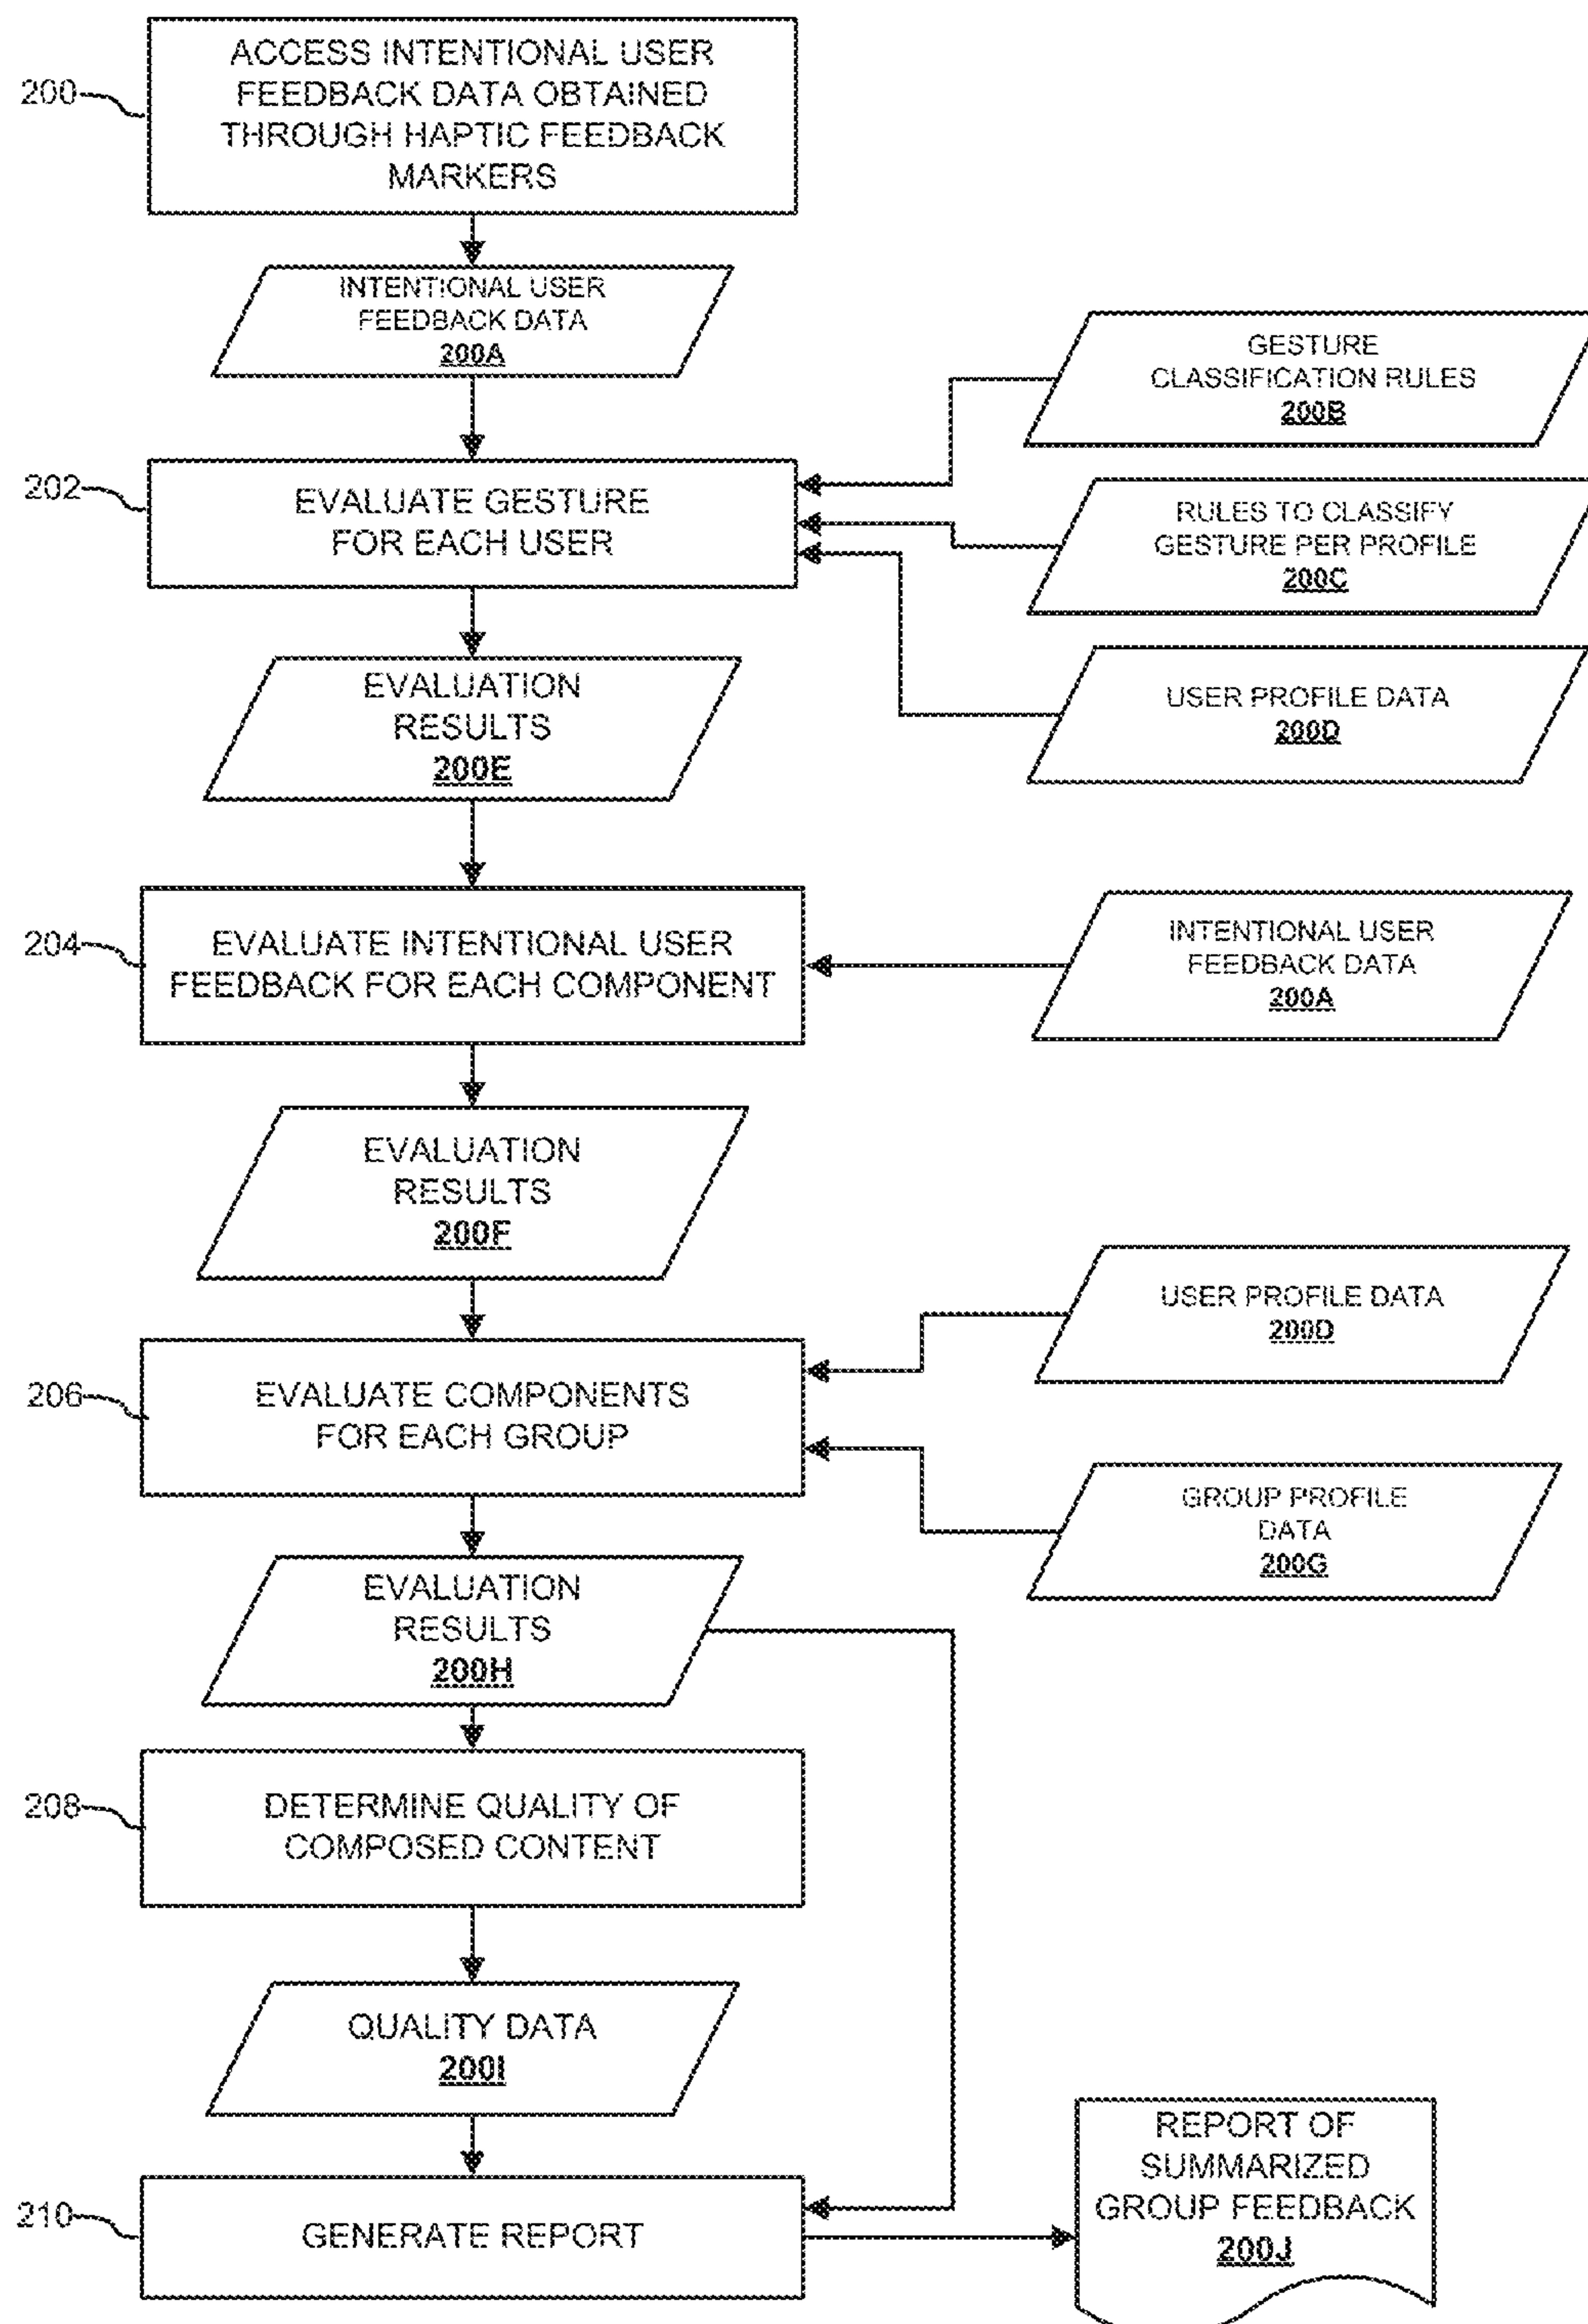 200
ACCESS INTENTIONAL USER
FEEDBACK DATA OBTAINED
THROUGH HAPTIC FEEDBACK
MARKERS
INTENTIONAL USER
FEEDBACK DATA
200A
GESTURE
CLASSIFICATION RULES
200B
202
EVALUATE GESTURE
FOR EACH USER
RULES TO CLASSIFY
GESTURE PER PROFILE
200C
USER PROFILE DATA
200D
EVALUATION
RESULTS
200E
204
EVALUATE INTENTIONAL USER
FEEDBACK FOR EACH COMPONENT
INTENTIONAL USER
FEEDBACK DATA
200A
EVALUATION
RESULTS
200F
USER PROFILE DATA
200D
206
EVALUATE COMPONENTS
FOR EACH GROUP
GROUP PROFILE
DATA
200G
EVALUATION
RESULTS
200H
208
DETERMINE QUALITY OF
COMPOSED CONTENT
QUALITY DATA
200I
210
GENERATE REPORT
REPORT OF
SUMMARIZED
GROUP FEEDBACK
200J